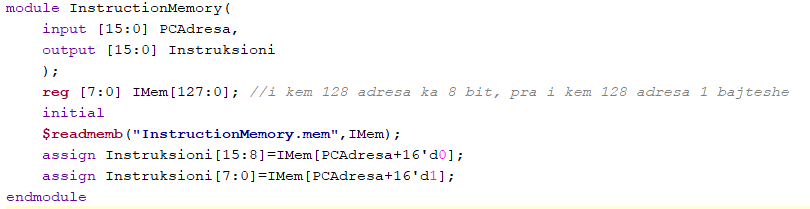 module InstructionMemory(
input [15:0] PCAdresa,
output [15:0] Instruksioni
);
reg [7:0] IMem[127:0]; //i kem 128 adresa ka 8 bit, pra i kem 128 adresa 1 bajteshe
initial
$readmemb("InstructionMemory.mem",IMem);
assign Instruksioni[15:8]=IMem[PCAdresa+16'd0];
assign Instruksioni[7:0]=IMem[PCAdresa+16'd1];
endmodule